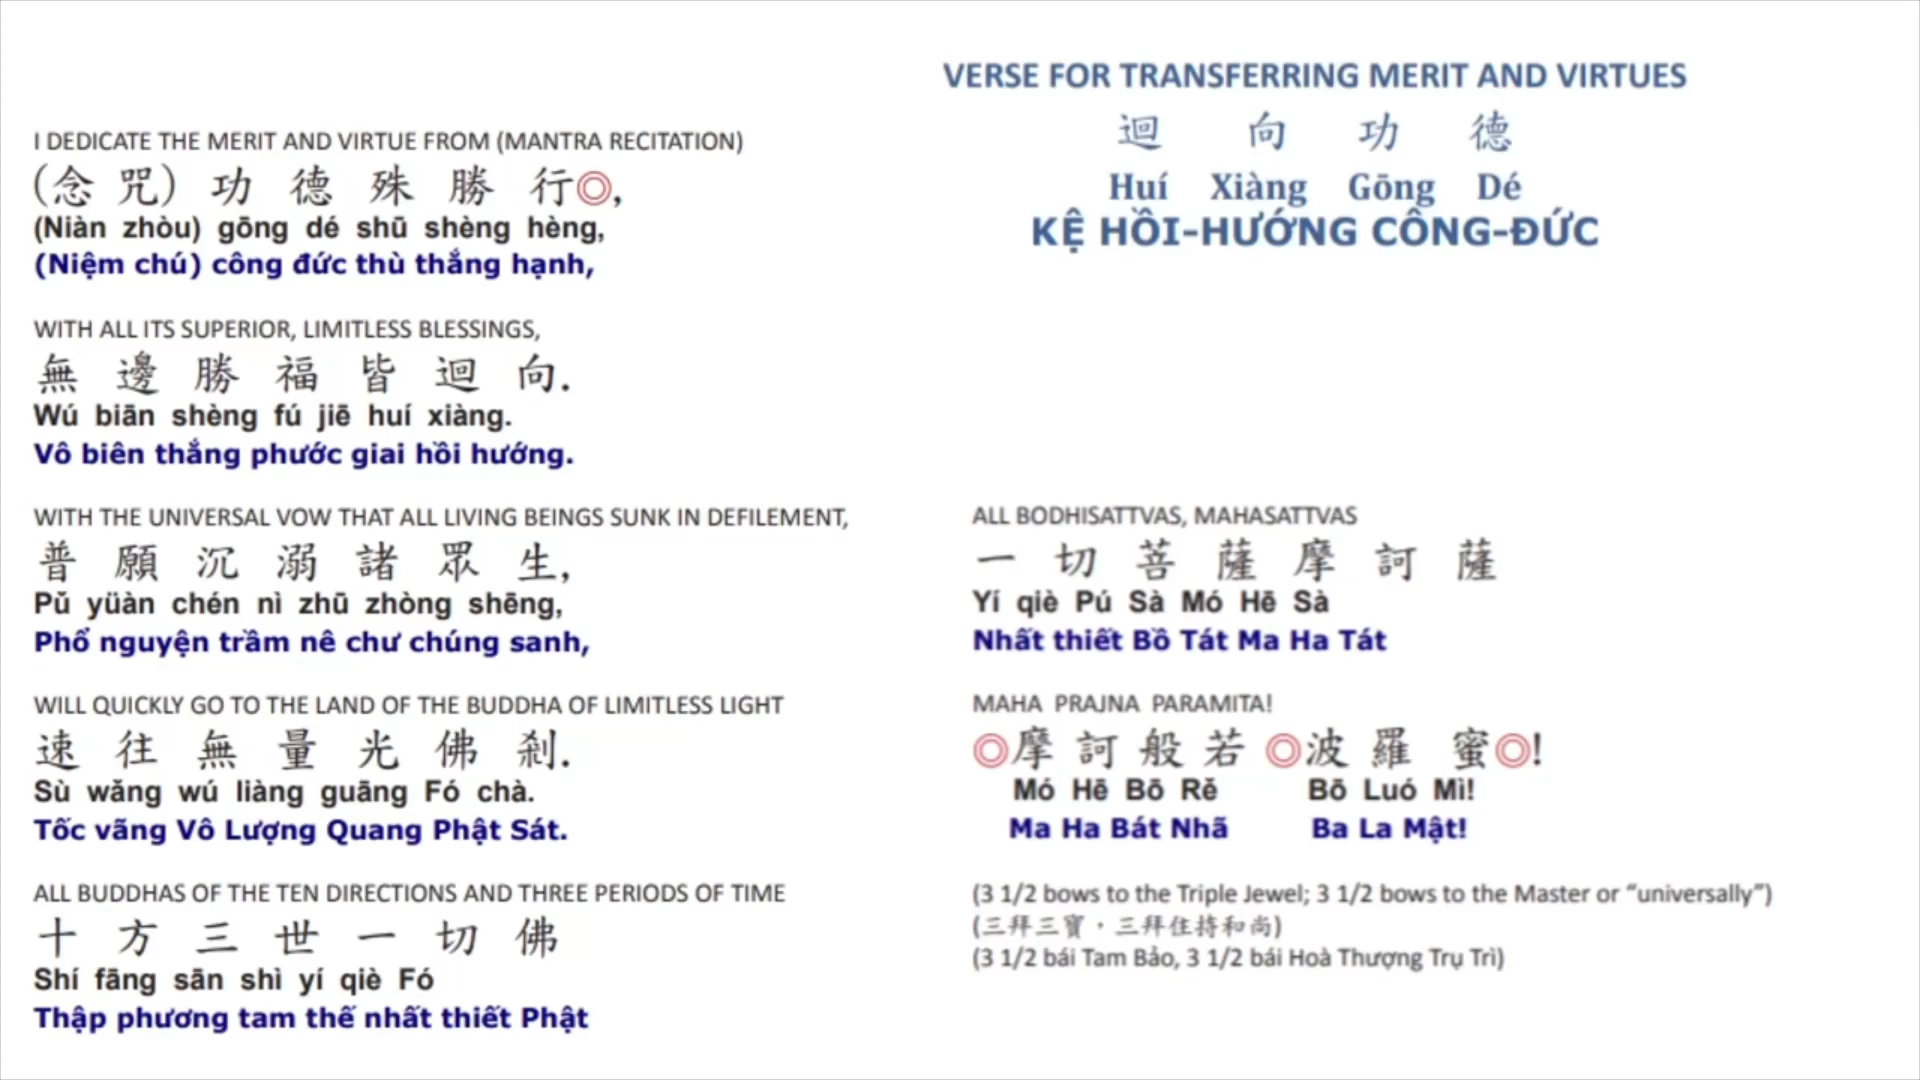 VERSE FOR TRANSFERRING MERIT AND VIRTUES
迴 向 功 德
Huí Xiàng Gōng Dé
KỆ HỒI-HƯỚNG CÔNG-ĐỨC
I DEDICATE THE MERIT AND VIRTUE FROM (MANTRA RECITATION)
(念 咒) 功 德 殊 勝 行◎,
(Niàn zhòu) gōng dé shū shèng hèng,
(Niệm chú) công đức thù thắng hạnh,
WITH ALL ITS SUPERIOR, LIMITLESS BLESSINGS,
無 邊 勝 福 皆 迴 向.
Wú biān shèng fú jiē huí xiàng.
Vô biên thắng phước giai hồi hướng.
WITH THE UNIVERSAL VOW THAT ALL LIVING BEINGS SUNK IN DEFILEMENT,
普 願 沉 溺 諸 眾 生,
Pǔ yüàn chén nì zhū zhòng shēng,
Phổ nguyện trầm nê chư chúng sanh,
WILL QUICKLY GO TO THE LAND OF THE BUDDHA OF LIMITLESS LIGHT
速 往 無 量 光 佛 剎.
Sù wǎng wú liàng guāng Fó chà.
Tốc vãng Vô Lượng Quang Phật Sát.
ALL BUDDHAS OF THE TEN DIRECTIONS AND THREE PERIODS OF TIME
十 方 三 世 一 切 佛
Shí fāng sān shì yí qiè Fó
Thập phương tam thế nhất thiết Phật
ALL BODHISATTVAS, MAHASATTVAS
一 切 菩 薩 摩 訶 薩
Yí qiè Pú Sà Mó Hē Sà
Nhất thiết Bồ Tát Ma Ha Tát
MAHA PRAJNA PARAMITA!
◎摩 訶 般 若 ◎波 羅 蜜◎!
Mó Hē Bō Rě Bō Luó Mì!
Ma Ha Bát Nhã Ba La Mật!
(3 1/2 bows to the Triple Jewel; 3 1/2 bows to the Master or “universally”)
(三拜三寶，三拜住持和尚)
(3 1/2 bái Tam Bảo, 3 1/2 bái Hoà Thượng Trụ Trì)